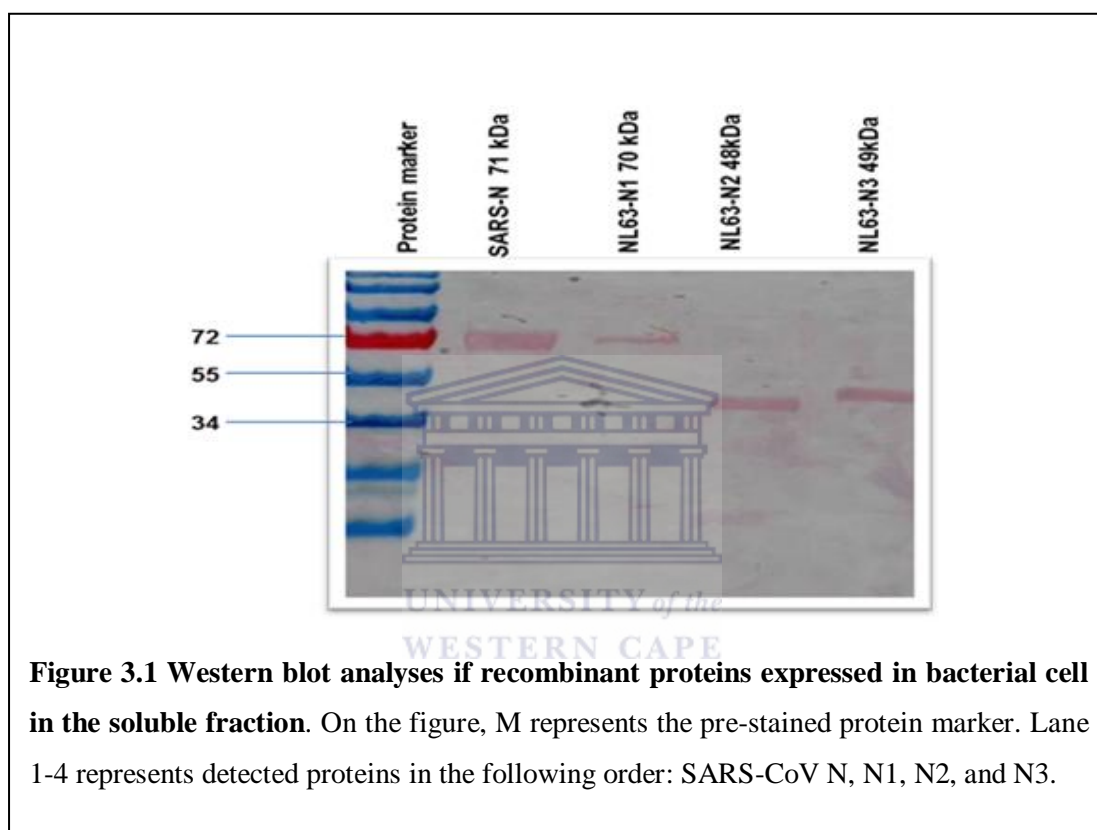 Protein marker
SARS-N 71 kDa
NL63-N1 70 kDa
NL63-N2 48kDa
NL63-N3 49kDa
72
55
34
UNIVERSITY of the
WESTERN CAPE
Figure 3.1 Western blot analyses if recombinant proteins expressed in bacterial cell
in the soluble fraction. On the figure, M represents the pre-stained protein marker. Lane
1-4 represents detected proteins in the following order: SARS-CoV N, N1, N2, and N3.